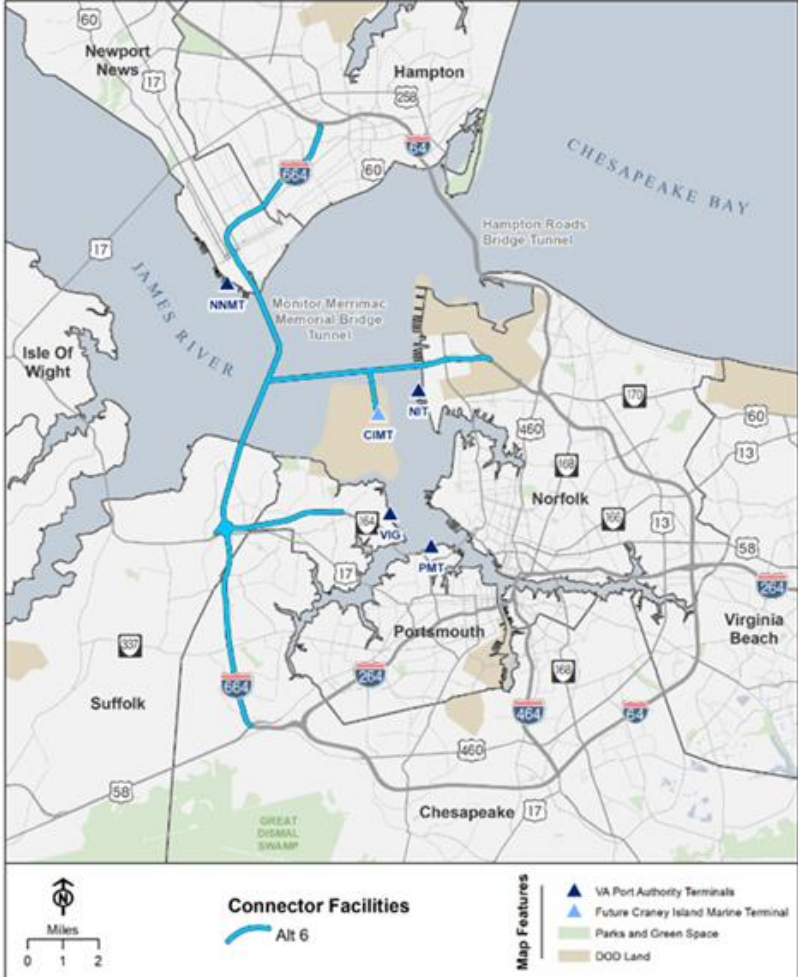 60
Newport
News
17
Hampton
258
64
664
60
CHESAPEAKE BAY
Hampton Roads
Bridge Tunnel
17
JAMES RIVER
NNMT
Monitor Merrimac
Memorial Bridge
Tunnel
Isle Of
Wight
NIT
CIMT
170
60
460
13
168
Norfolk
166
13
164
VIG
58
PMT
17
264
Virginia
Beach
Portsmouth
337
264
168
664
Suffolk
464
64
460
58
Chesapeake
17
GREAT
DISMAL
SWAMP
N
Miles
0 1 2
Connector Facilities
Alt 6
Map Features
VA Port Authority Terminals
Future Craney Island Marine Terminal
Parks and Green Space
DOD Land